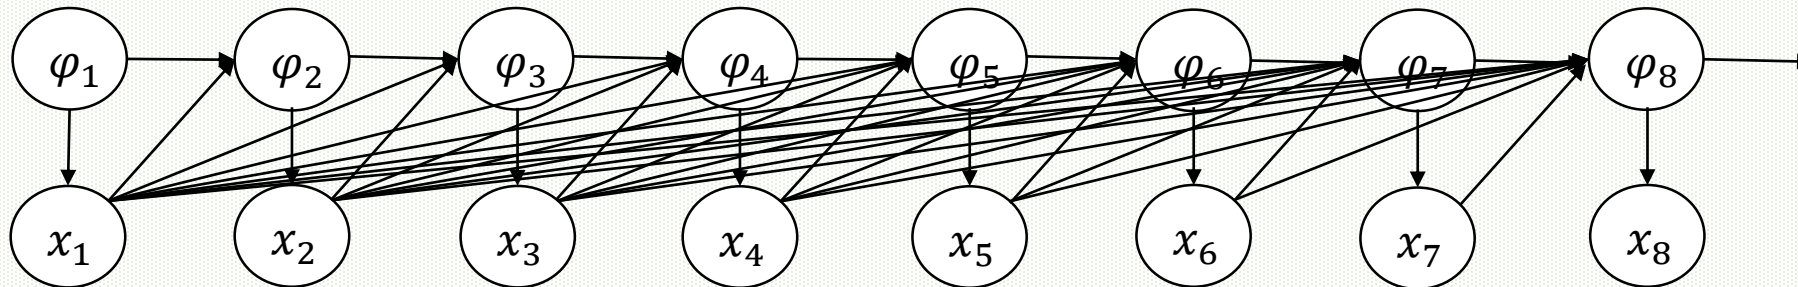 φ₁ φ₂ φ₃ φ₄ φ₅ φ₆ φ₇ φ₈
x₁ x₂ x₃ x₄ x₅ x₆ x₇ x₈